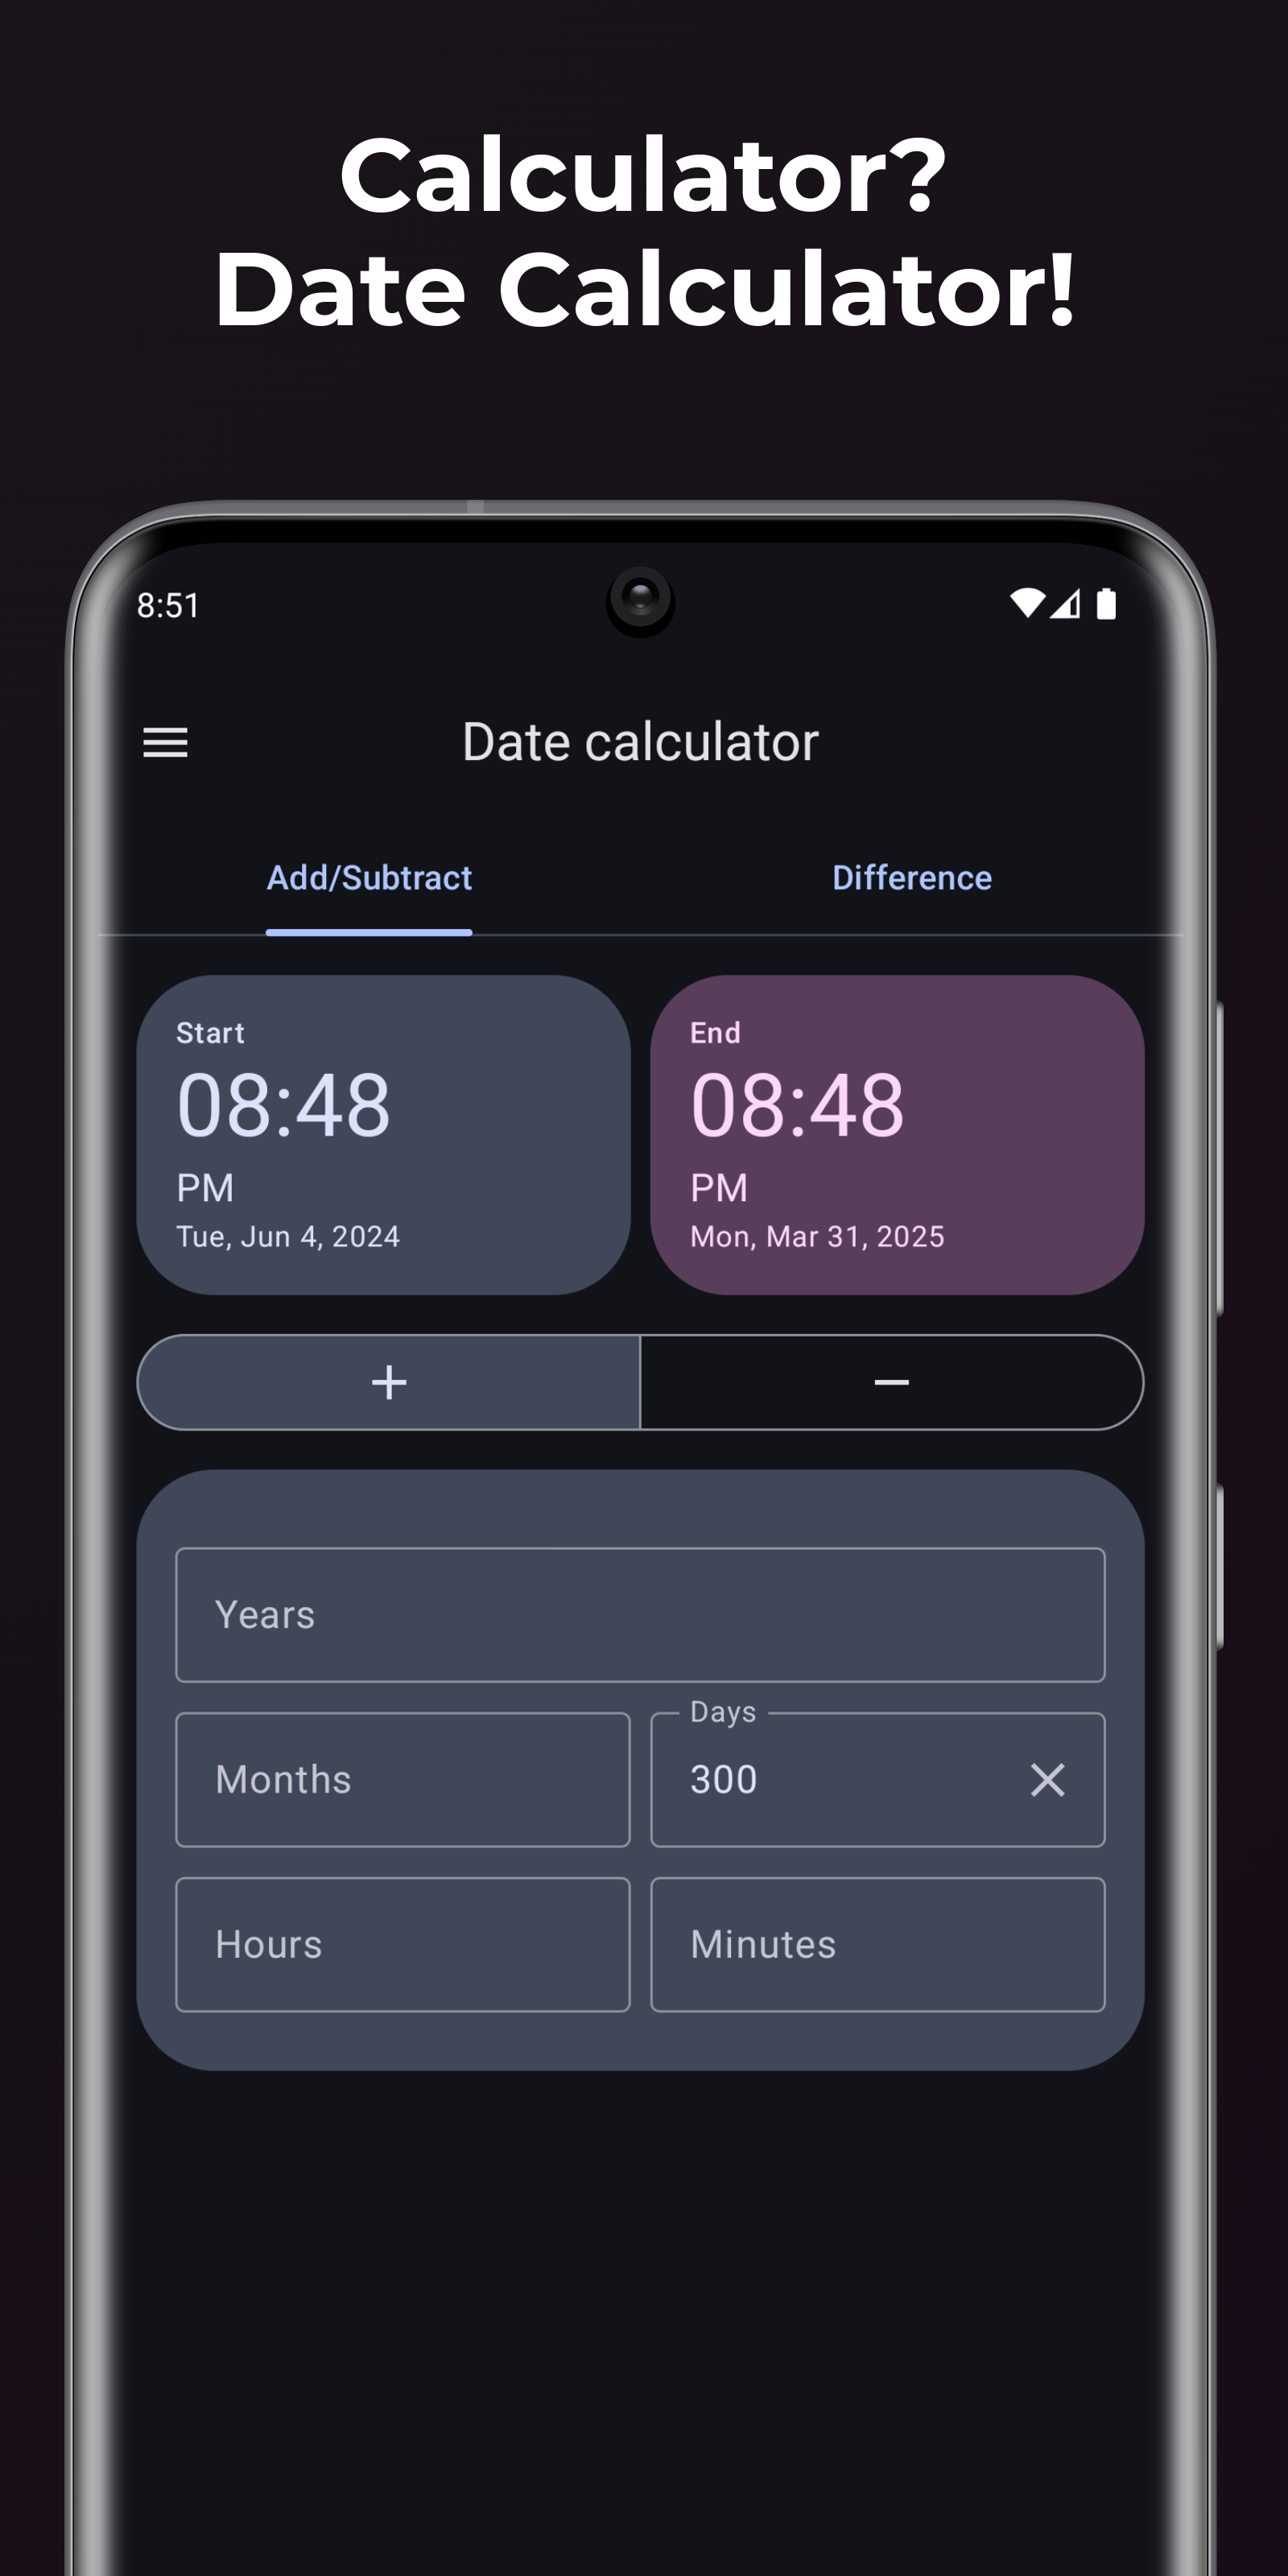 Calculator?
Date Calculator!
8:51
Date calculator
Add/Subtract
Difference
Start
08:48
PM
Tue, Jun 4, 2024
End
08:48
PM
Mon, Mar 31, 2025
+
−
Years
Months
Days
300
Hours
Minutes